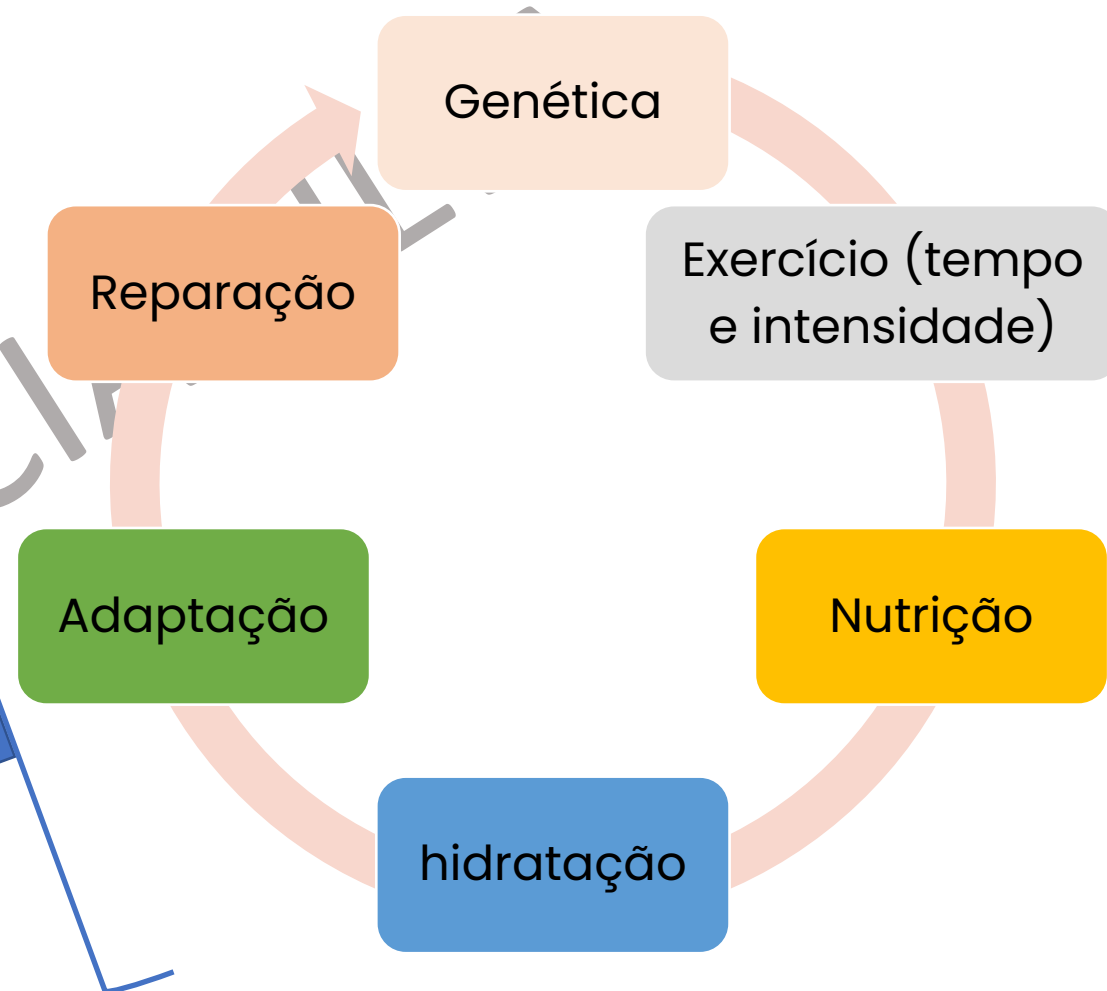 Genética
Exercício (tempo
e intensidade)
Nutrição
hidratação
Adaptação
Reparação